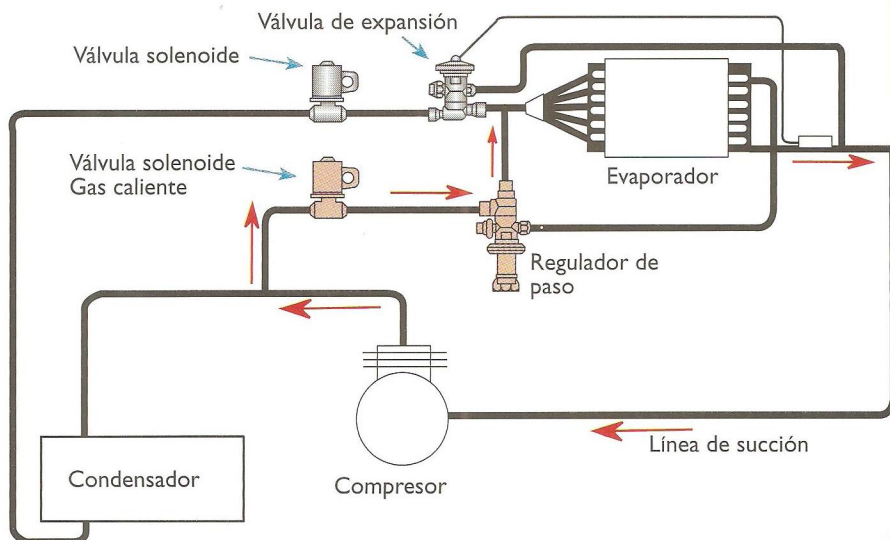 Válvula de expansión
Válvula solenoide
Válvula solenoide
Gas caliente
Evaporador
Regulador de
paso
Línea de succión
Condensador
Compresor